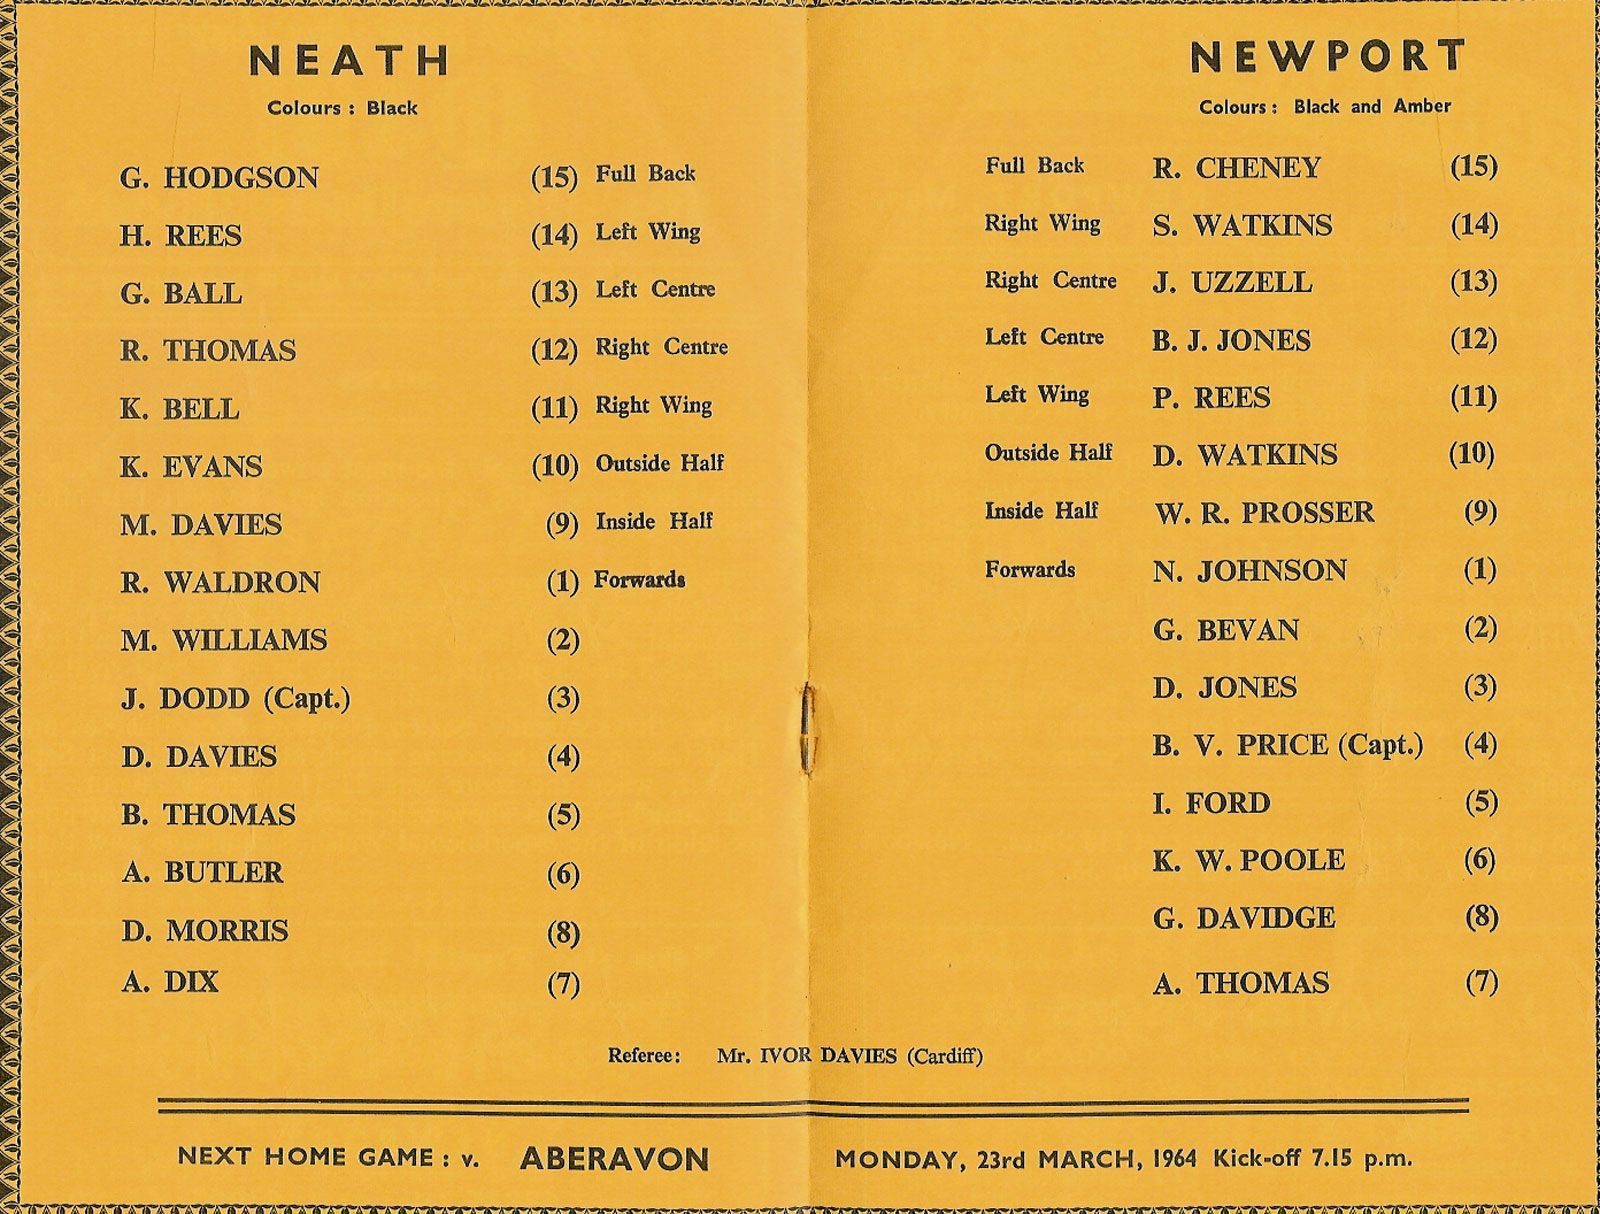 NEATH
Colours : Black
G. HODGSON (15) Full Back
H. REES (14) Left Wing
G. BALL (13) Left Centre
R. THOMAS (12) Right Centre
K. BELL (11) Right Wing
K. EVANS (10) Outside Half
M. DAVIES (9) Inside Half
R. WALDRON (1) Forwards
M. WILLIAMS (2)
J. DODD (Capt.) (3)
D. DAVIES (4)
B. THOMAS (5)
A. BUTLER (6)
D. MORRIS (8)
A. DIX (7)
NEWPORT
Colours : Black and Amber
Full Back R. CHENEY (15)
Right Wing S. WATKINS (14)
Right Centre J. UZZELL (13)
Left Centre B. J. JONES (12)
Left Wing P. REES (11)
Outside Half D. WATKINS (10)
Inside Half W. R. PROSSER (9)
Forwards N. JOHNSON (1)
G. BEVAN (2)
D. JONES (3)
B. V. PRICE (Capt.) (4)
I. FORD (5)
K. W. POOLE (6)
G. DAVIDGE (8)
A. THOMAS (7)
Referee: Mr. IVOR DAVIES (Cardiff)
NEXT HOME GAME : v. ABERAVON MONDAY, 23rd MARCH, 1964 Kick-off 7.15 p.m.